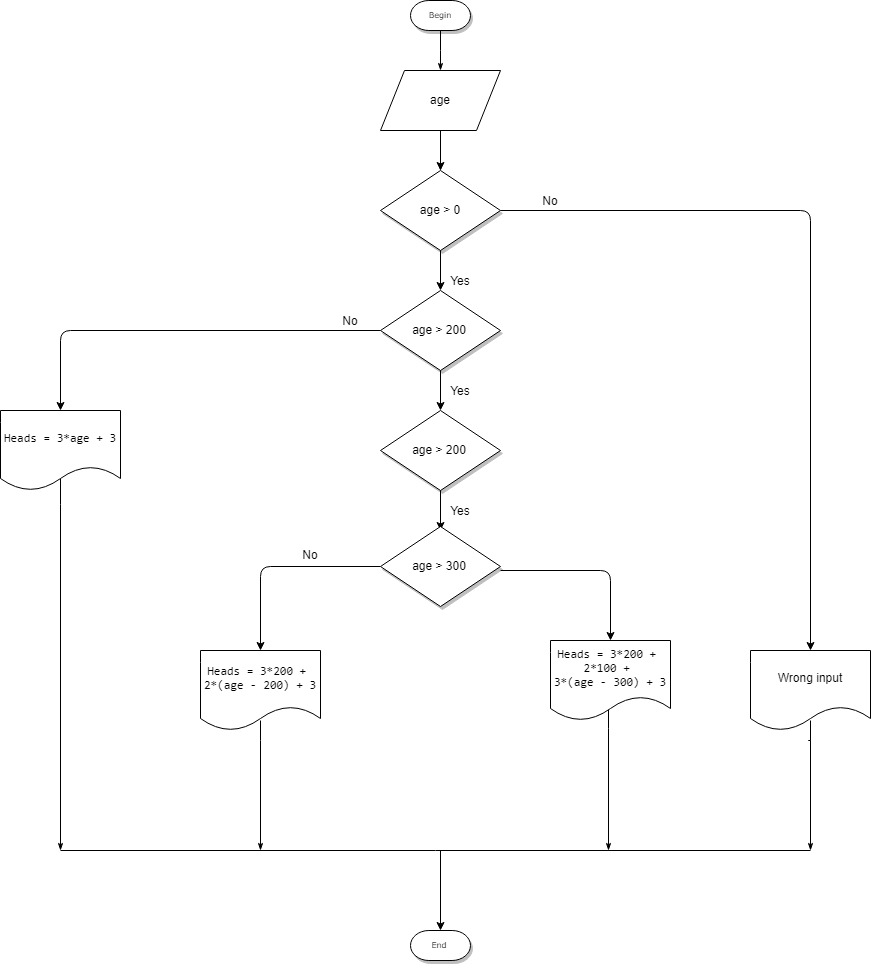 Begin
age
age > 0
No
Yes
No
age > 200
Yes
Heads = 3*age + 3
age > 200
Yes
No
age > 300
Heads = 3*200 +
2*(age - 200) + 3
Heads = 3*200 +
2*100 +
3*(age - 300) + 3
Wrong input
End